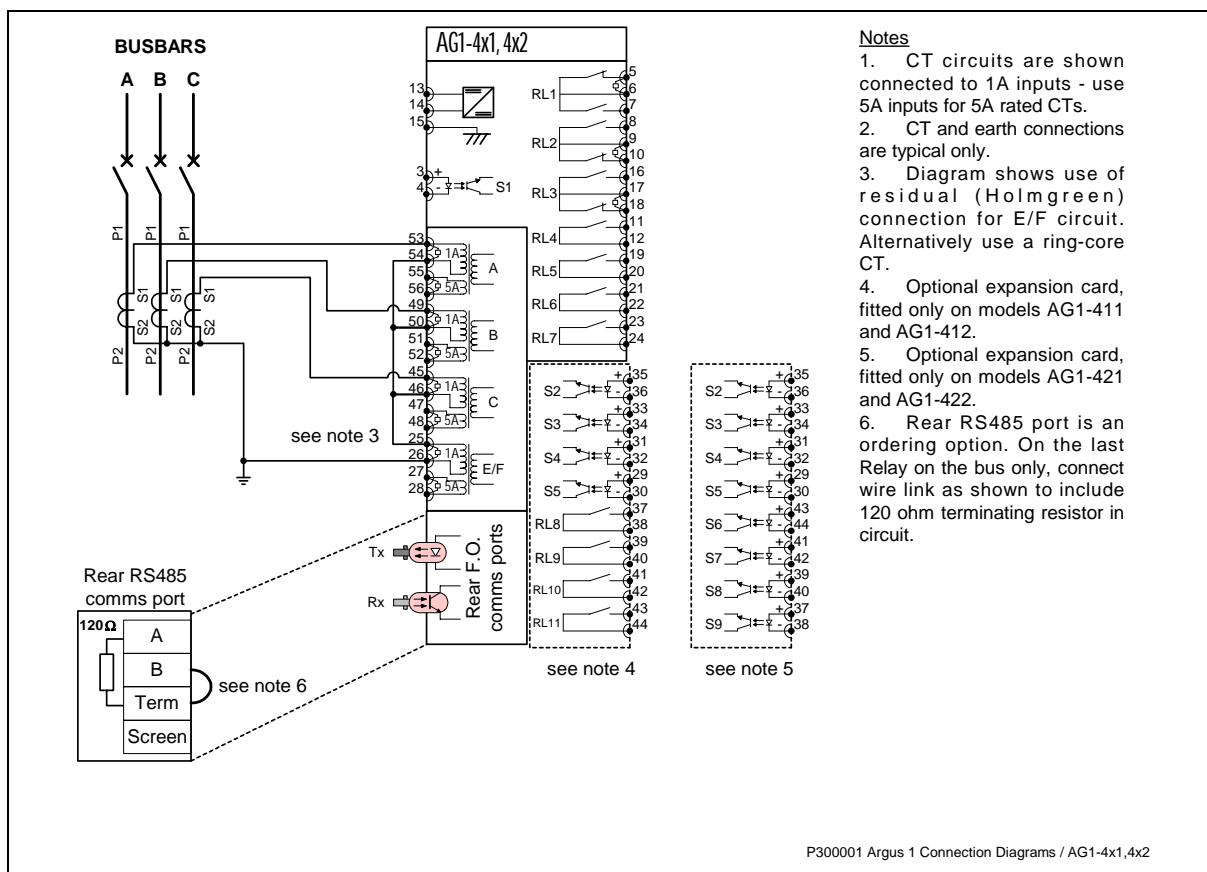 BUSBARS
A B C
P1 P1 P1
S1 S1 S1
S2 S2 S2
P2 P2 P2
see note 3
AG1-4x1, 4x2
13
14
15
3 +
4 -
S1
53
54 1A
55 A
56 5A
49
50 1A
51 B
52 5A
45
46 1A
47 C
48 5A
25
26 1A
27 E/F
28 5A
Tx
Rx
Rear F.O.
comms ports
RL1 5
6
7
RL2 8
9
10
RL3 16
17
18
RL4 11
12
RL5 19
20
RL6 21
22
RL7 23
24
S2 + 35
- 36
S3 + 33
- 34
S4 + 31
- 32
S5 + 29
- 30
RL8 37
38
RL9 39
40
RL10 41
42
RL11 43
44
see note 4
S2 + 35
- 36
S3 + 33
- 34
S4 + 31
- 32
S5 + 29
- 30
S6 + 43
- 44
S7 + 41
- 42
S8 + 39
- 40
S9 + 37
- 38
see note 5
Rear RS485
comms port
120Ω
A
B
Term
Screen
see note 6
Notes
1. CT circuits are shown
connected to 1A inputs - use
5A inputs for 5A rated CTs.
2. CT and earth connections
are typical only.
3. Diagram shows use of
residual (Holmgreen)
connection for E/F circuit.
Alternatively use a ring-core
CT.
4. Optional expansion card,
fitted only on models AG1-411
and AG1-412.
5. Optional expansion card,
fitted only on models AG1-421
and AG1-422.
6. Rear RS485 port is an
ordering option. On the last
Relay on the bus only, connect
wire link as shown to include
120 ohm terminating resistor in
circuit.
P300001 Argus 1 Connection Diagrams / AG1-4x1,4x2